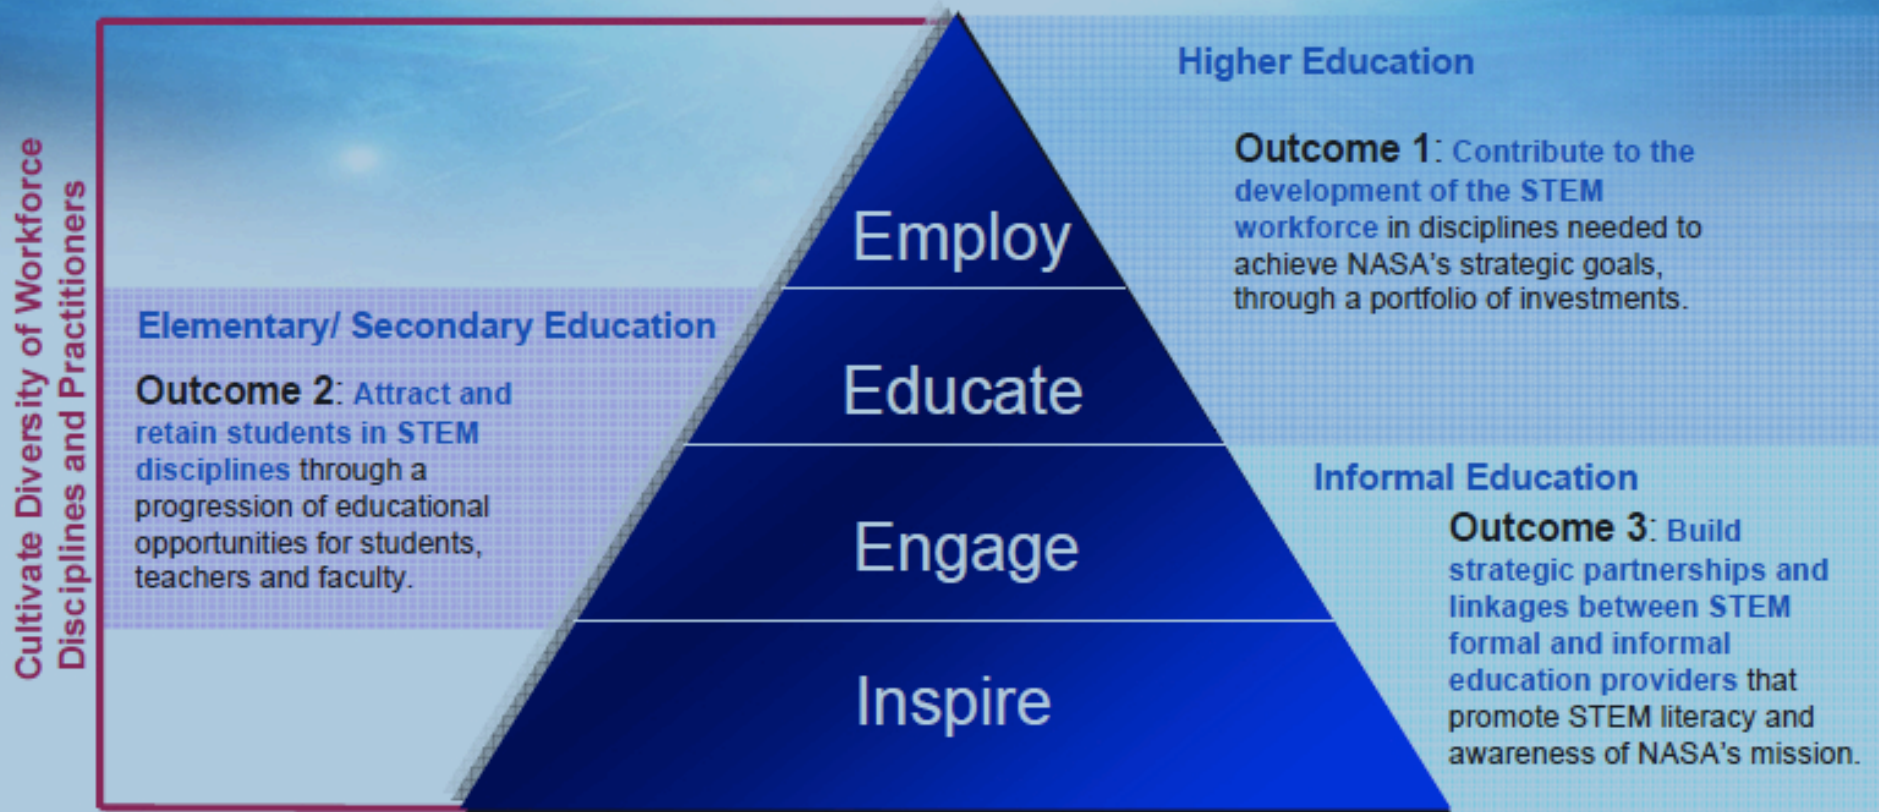 Cultivate Diversity of Workforce
Disciplines and Practitioners
Higher Education
Outcome 1: Contribute to the
development of the STEM
workforce in disciplines needed to
achieve NASA's strategic goals,
through a portfolio of investments.
Employ
Elementary/ Secondary Education
Outcome 2: Attract and
retain students in STEM
disciplines through a
progression of educational
opportunities for students,
teachers and faculty.
Educate
Engage
Informal Education
Outcome 3: Build
strategic partnerships and
linkages between STEM
formal and informal
education providers that
promote STEM literacy and
awareness of NASA's mission.
Inspire